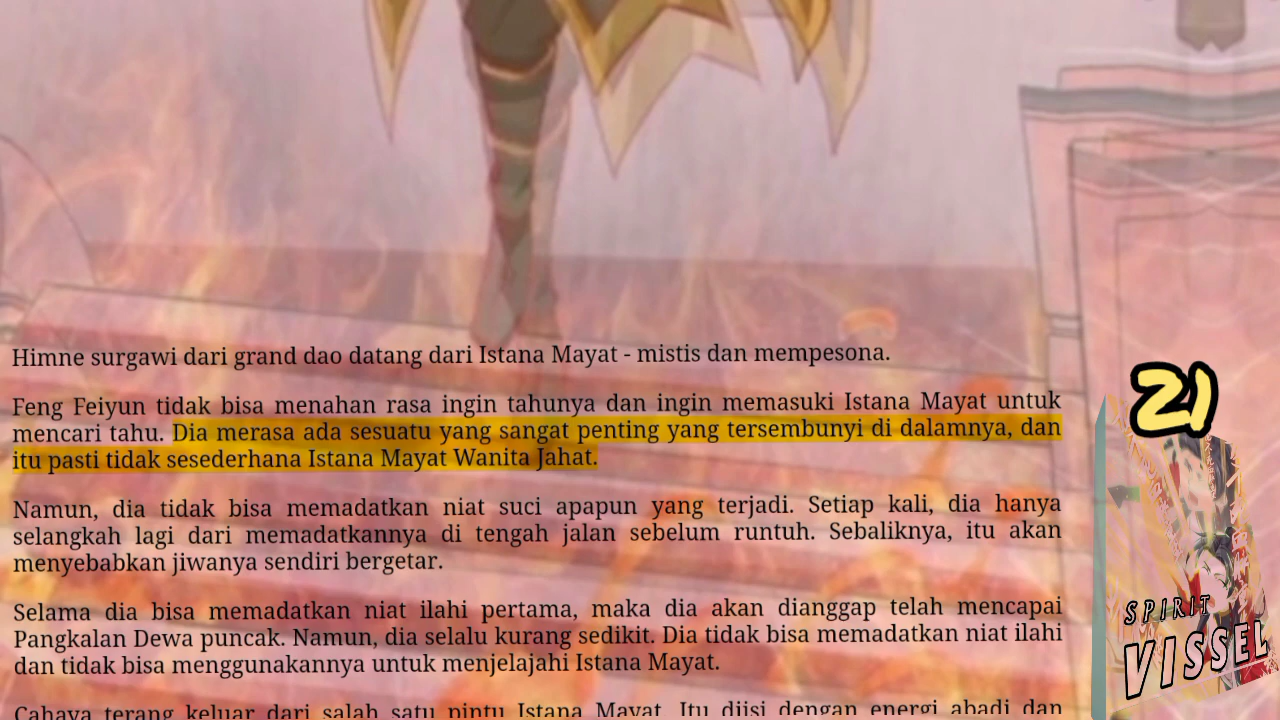 Himne surgawi dari grand dao datang dari Istana Mayat - mistis dan mempesona.
Feng Feiyun tidak bisa menahan rasa ingin tahunya dan ingin memasuki Istana Mayat untuk
mencari tahu. Dia merasa ada sesuatu yang sangat penting yang tersembunyi di dalamnya, dan
itu pasti tidak sesederhana Istana Mayat Wanita Jahat.
Namun, dia tidak bisa memadatkan niat suci apapun yang terjadi. Setiap kali, dia hanya
selangkah lagi dari memadatkannya di tengah jalan sebelum runtuh. Sebaliknya, itu akan
menyebabkan jiwanya sendiri bergetar.
Selama dia bisa memadatkan niat ilahi pertama, maka dia akan dianggap telah mencapai
Pangkalan Dewa puncak. Namun, dia selalu kurang sedikit. Dia tidak bisa memadatkan niat ilahi
dan tidak bisa menggunakannya untuk menjelajahi Istana Mayat.
Cahaya terang keluar dari salah satu pintu Istana Mayat. Itu diisi dengan energi abadi dan
21
SPIRIT
VISSEL